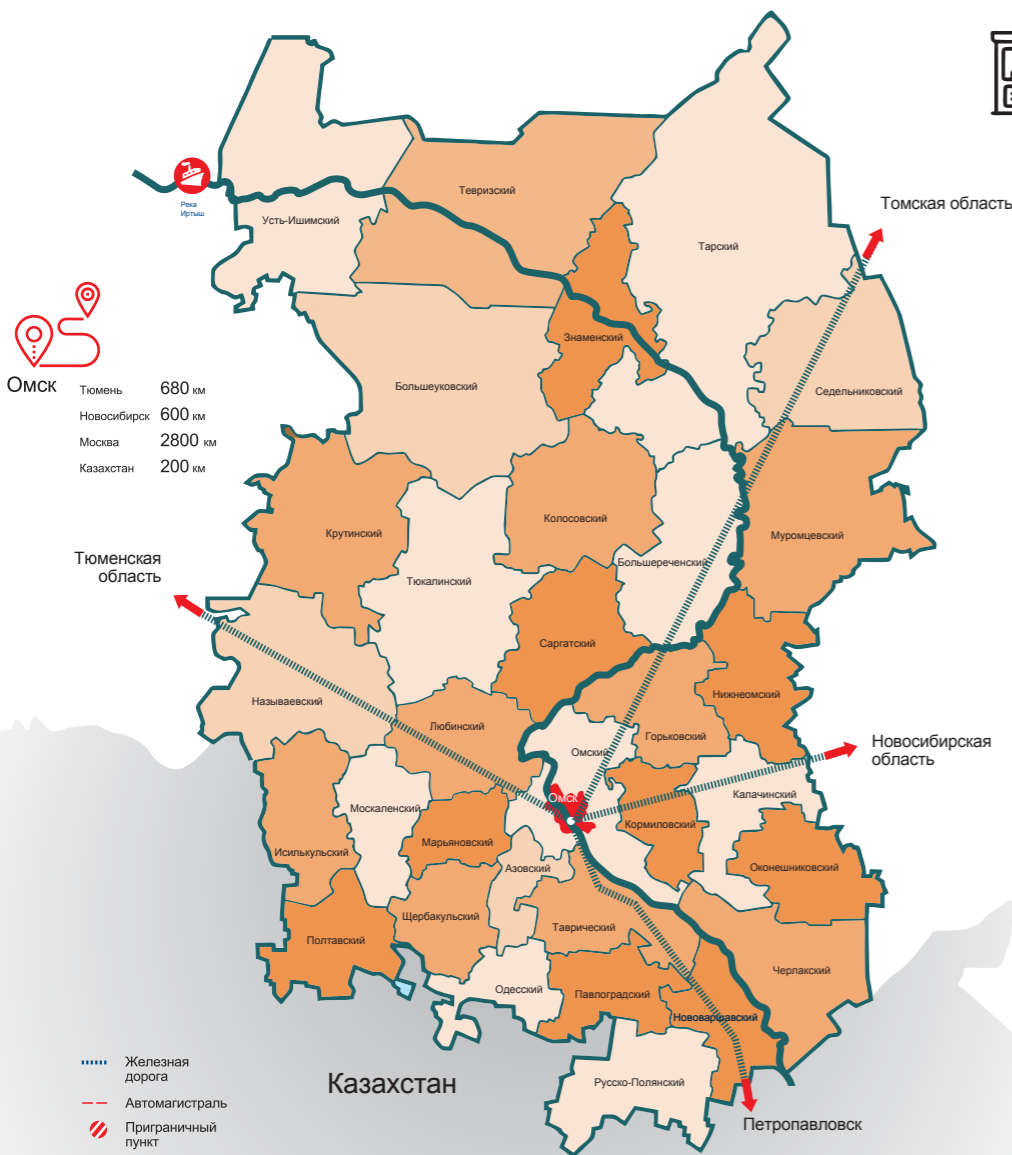 Томская область
Тевризский
Река
Иртыш
Усть-Ишимский
Тарский
Знаменский
Омск
Тюмень 680 км
Новосибирск 600 км
Москва 2800 км
Казахстан 200 км
Большеуковский
Седельниковский
Колосовский
Крутинский
Муромцевский
Тюменская
область
Тюкалинский
Большереченский
Саргатский
Называевский
Нижнеомский
Любинский
Горьковский
Омский
Новосибирская
область
Москаленский
Омск
Калачинский
Кормиловский
Марьяновский
Исилькульский
Азовский
Оконешниковский
Щербакульский
Таврический
Полтавский
Черлакский
Одесский
Павлоградский
Нововаршавский
Железная
дорога
Казахстан
Русско-Полянский
Автомагистраль
Приграничный
пункт
Петропавловск